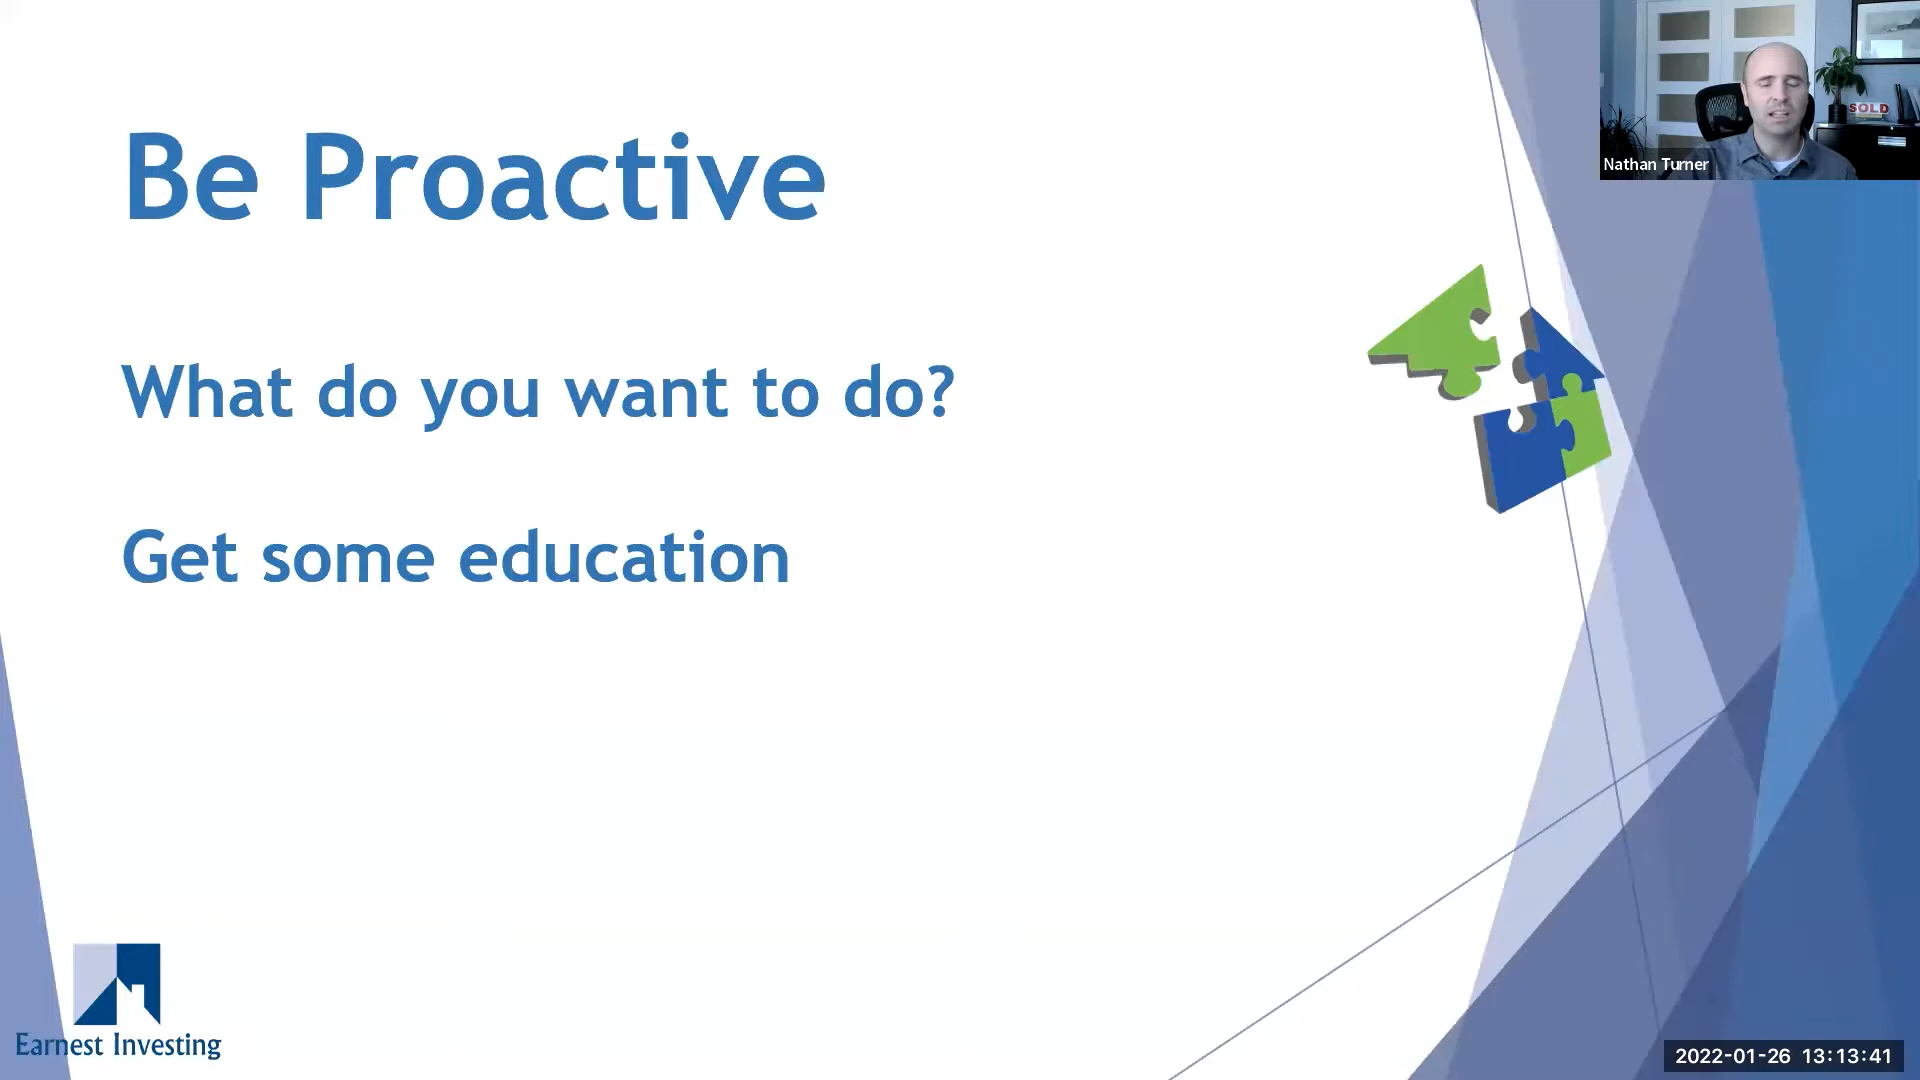 Be Proactive
SOLD
Nathan Turner
What do you want to do?
Get some education
Earnest Investing
2022-01-26 13:13:41